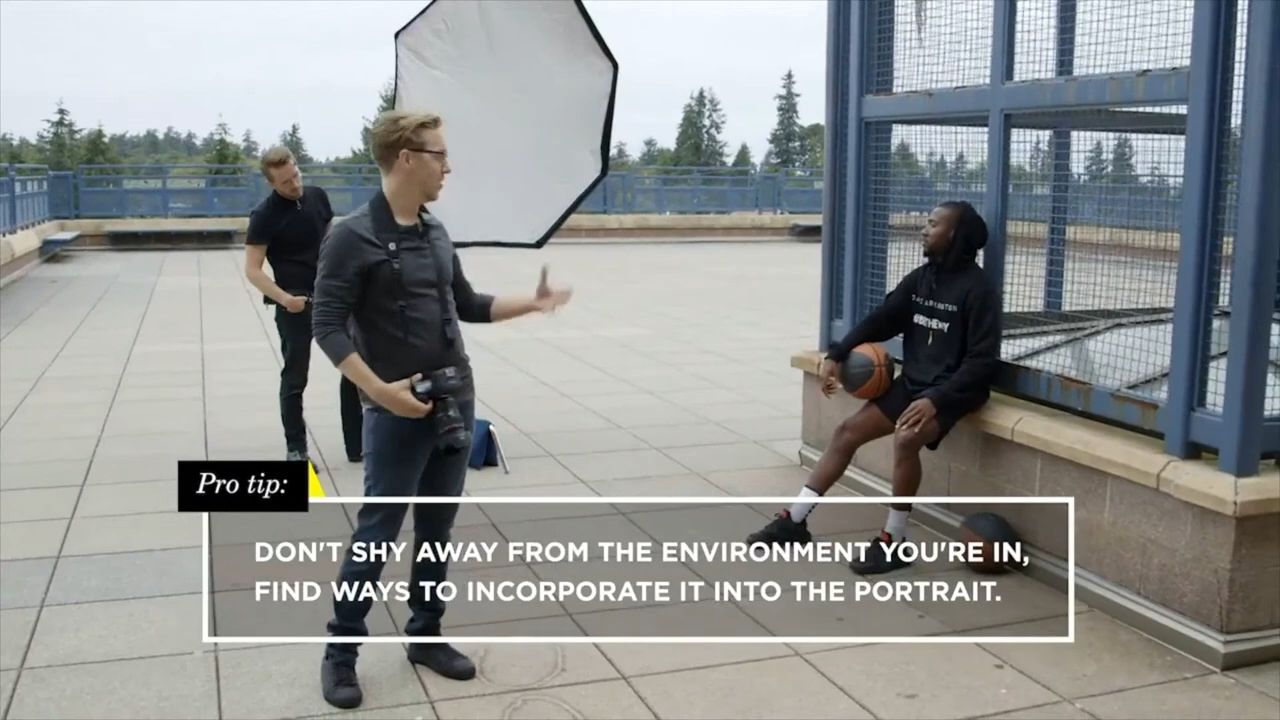 Pro tip:
DON'T SHY AWAY FROM THE ENVIRONMENT YOU'RE IN,
FIND WAYS TO INCORPORATE IT INTO THE PORTRAIT.